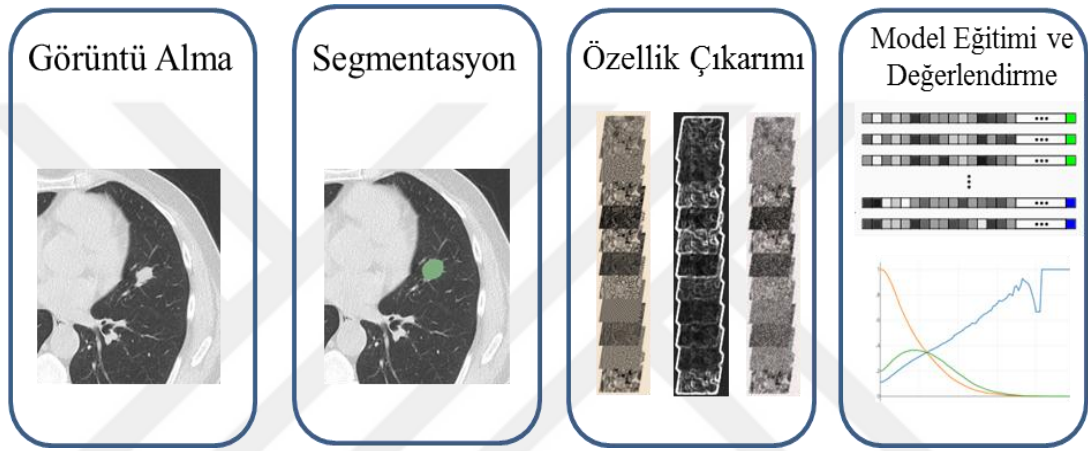 Görüntü Alma
Segmentasyon
Özellik Çıkarımı
Model Eğitimi ve
Değerlendirme